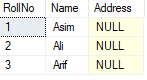 RollNo Name Address
1 Asim NULL
2 Ali NULL
3 Arif NULL